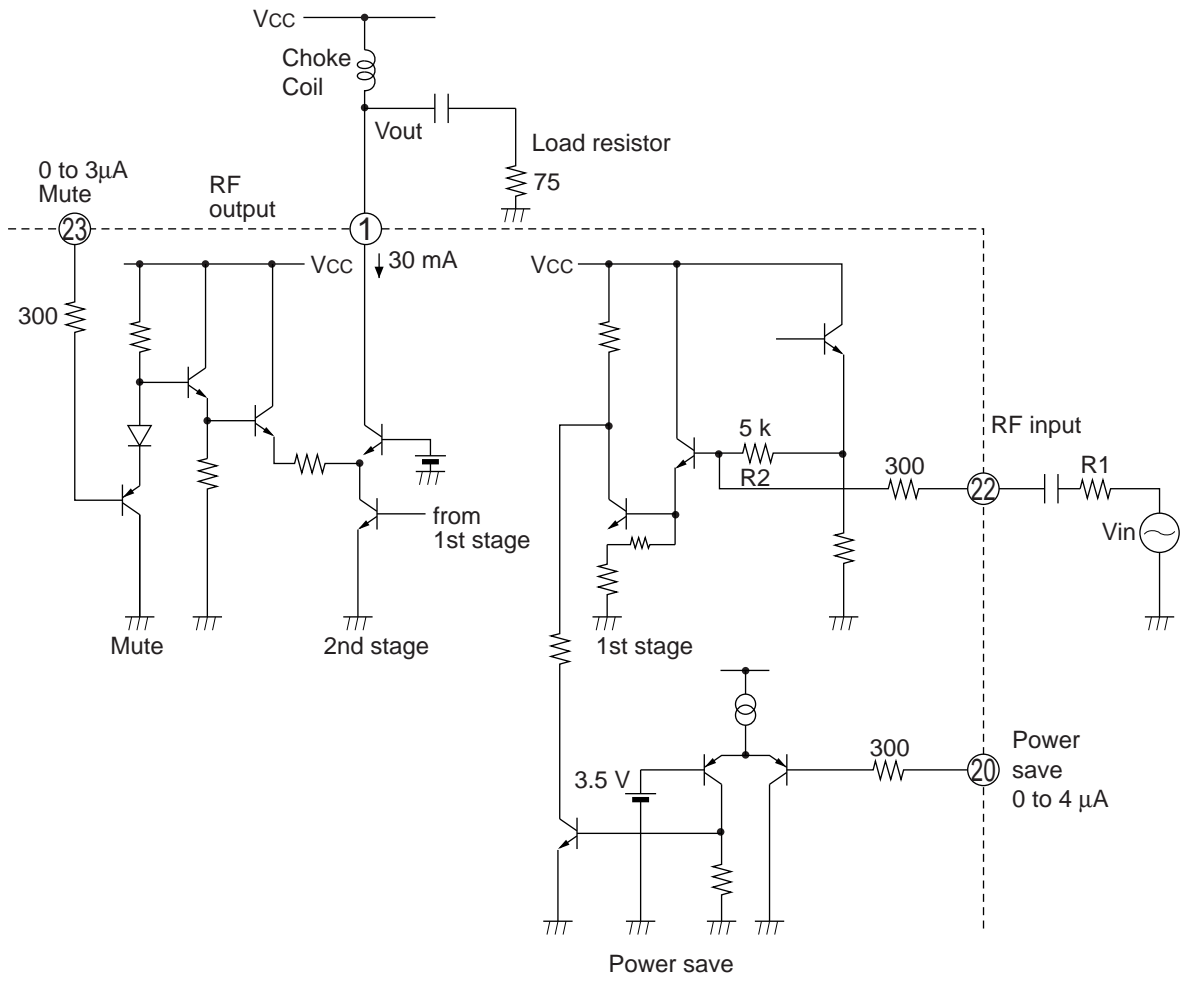 VCC
Choke
Coil
Vout
Load resistor
75
0 to 3μA
Mute
RF
output
23
1
VCC
30 mA
VCC
300
5 k
R2
RF input
300
22
R1
Vin
from
1st stage
Mute
2nd stage
1st stage
300
20
Power
save
0 to 4 μA
3.5 V
Power save